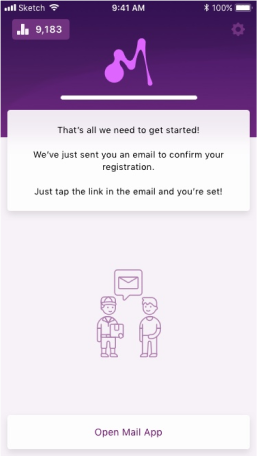 Sketch 9:41 AM 100%
9,183
That's all we need to get started!
We've just sent you an email to confirm your
registration.
Just tap the link in the email and you're set!
Open Mail App